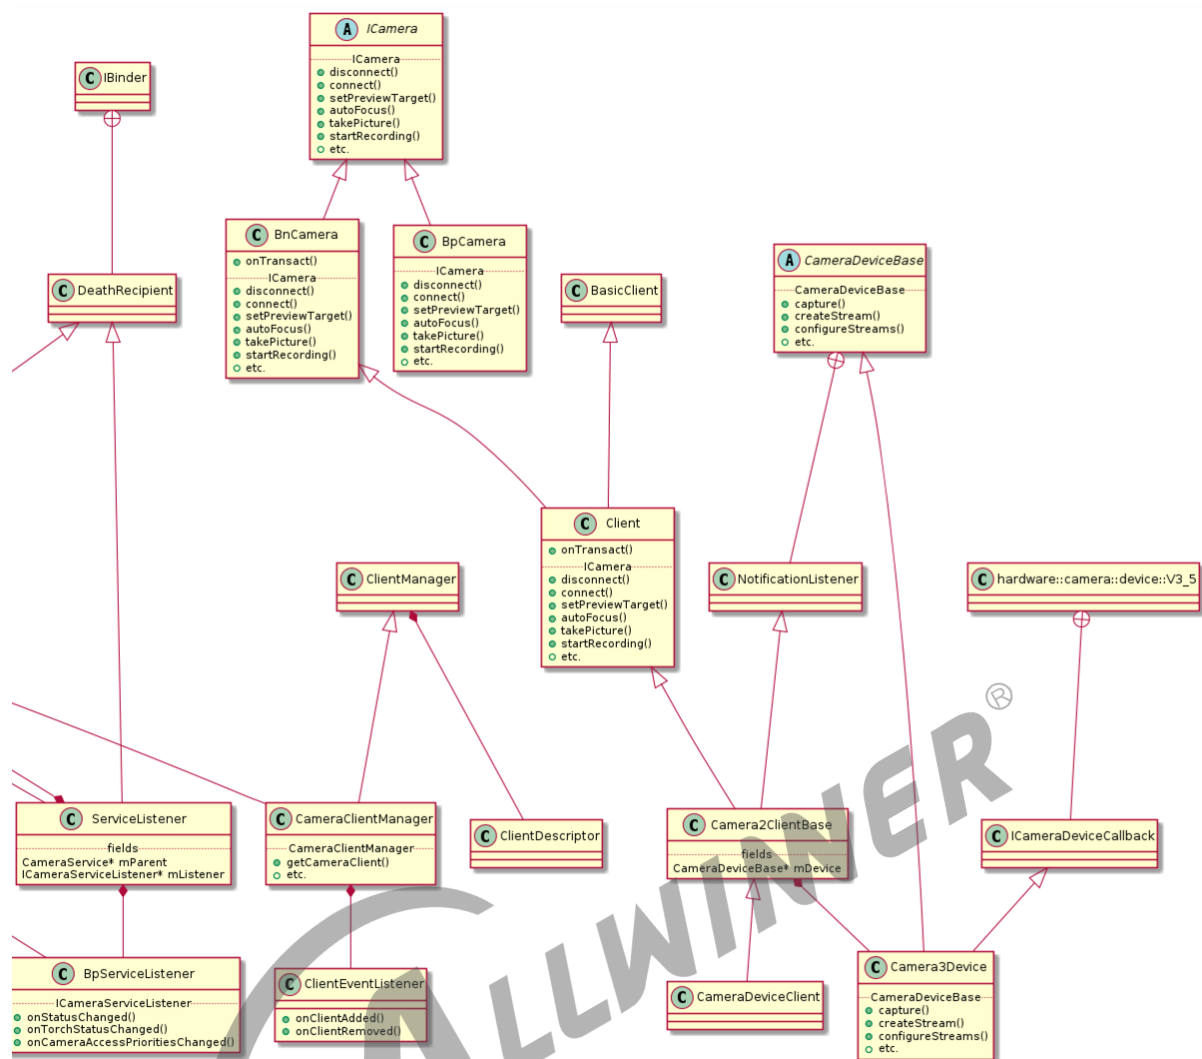 A ICamera
ICamera
disconnect()
connect()
setPreviewTarget()
autoFocus()
takePicture()
startRecording()
etc.
C IBinder
C BnCamera
onTransact()
ICamera
disconnect()
connect()
setPreviewTarget()
autoFocus()
takePicture()
startRecording()
etc.
C BpCamera
ICamera
disconnect()
connect()
setPreviewTarget()
autoFocus()
takePicture()
startRecording()
etc.
C DeathRecipient
C BasicClient
A CameraDeviceBase
CameraDeviceBase
capture()
createStream()
configureStreams()
etc.
C Client
onTransact()
ICamera
disconnect()
connect()
setPreviewTarget()
autoFocus()
takePicture()
startRecording()
etc.
C ClientManager
C NotificationListener
C hardware::camera::device::V3_5
C ServiceListener
fields
CameraService* mParent
ICameraServiceListener* mListener
C CameraClientManager
CameraClientManager
getCameraClient()
etc.
C ClientDescriptor
C Camera2ClientBase
fields
CameraDeviceBase* mDevice
C ICameraDeviceCallback
C BpServiceListener
ICameraServiceListener
onStatusChanged()
onTorchStatusChanged()
onCameraAccessPrioritiesChanged()
C ClientEventListener
onClientAdded()
onClientRemoved()
C CameraDeviceClient
C Camera3Device
CameraDeviceBase
capture()
createStream()
configureStreams()
etc.
ALLWINNER®